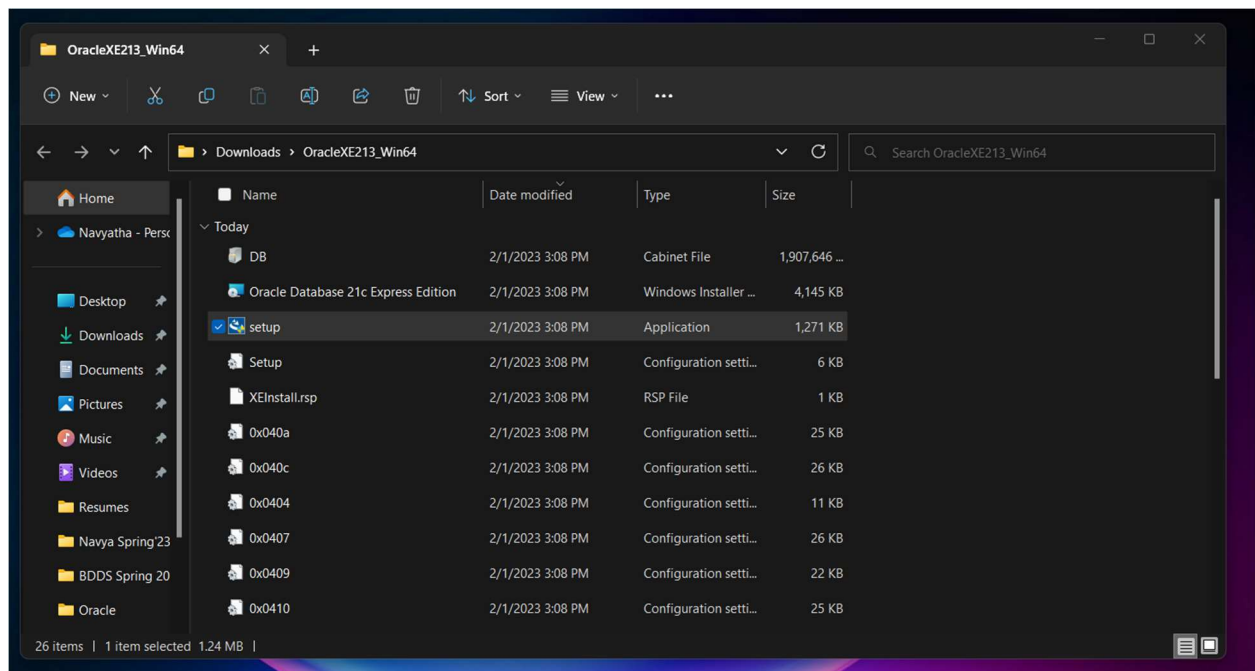 OracleXE213_Win64
New Sort View
Downloads > OracleXE213_Win64 Search OracleXE213_Win64
Home
Navyatha - Perso
Desktop
Downloads
Documents
Pictures
Music
Videos
Resumes
Navya Spring'23
BDDS Spring 20
Oracle
Name Date modified Type Size
Today
DB 2/1/2023 3:08 PM Cabinet File 1,907,646 ...
Oracle Database 21c Express Edition 2/1/2023 3:08 PM Windows Installer ... 4,145 KB
setup 2/1/2023 3:08 PM Application 1,271 KB
Setup 2/1/2023 3:08 PM Configuration setti... 6 KB
XEInstall.rsp 2/1/2023 3:08 PM RSP File 1 KB
0x040a 2/1/2023 3:08 PM Configuration setti... 25 KB
0x040c 2/1/2023 3:08 PM Configuration setti... 26 KB
0x0404 2/1/2023 3:08 PM Configuration setti... 11 KB
0x0407 2/1/2023 3:08 PM Configuration setti... 26 KB
0x0409 2/1/2023 3:08 PM Configuration setti... 22 KB
0x0410 2/1/2023 3:08 PM Configuration setti... 25 KB
26 items | 1 item selected 1.24 MB |